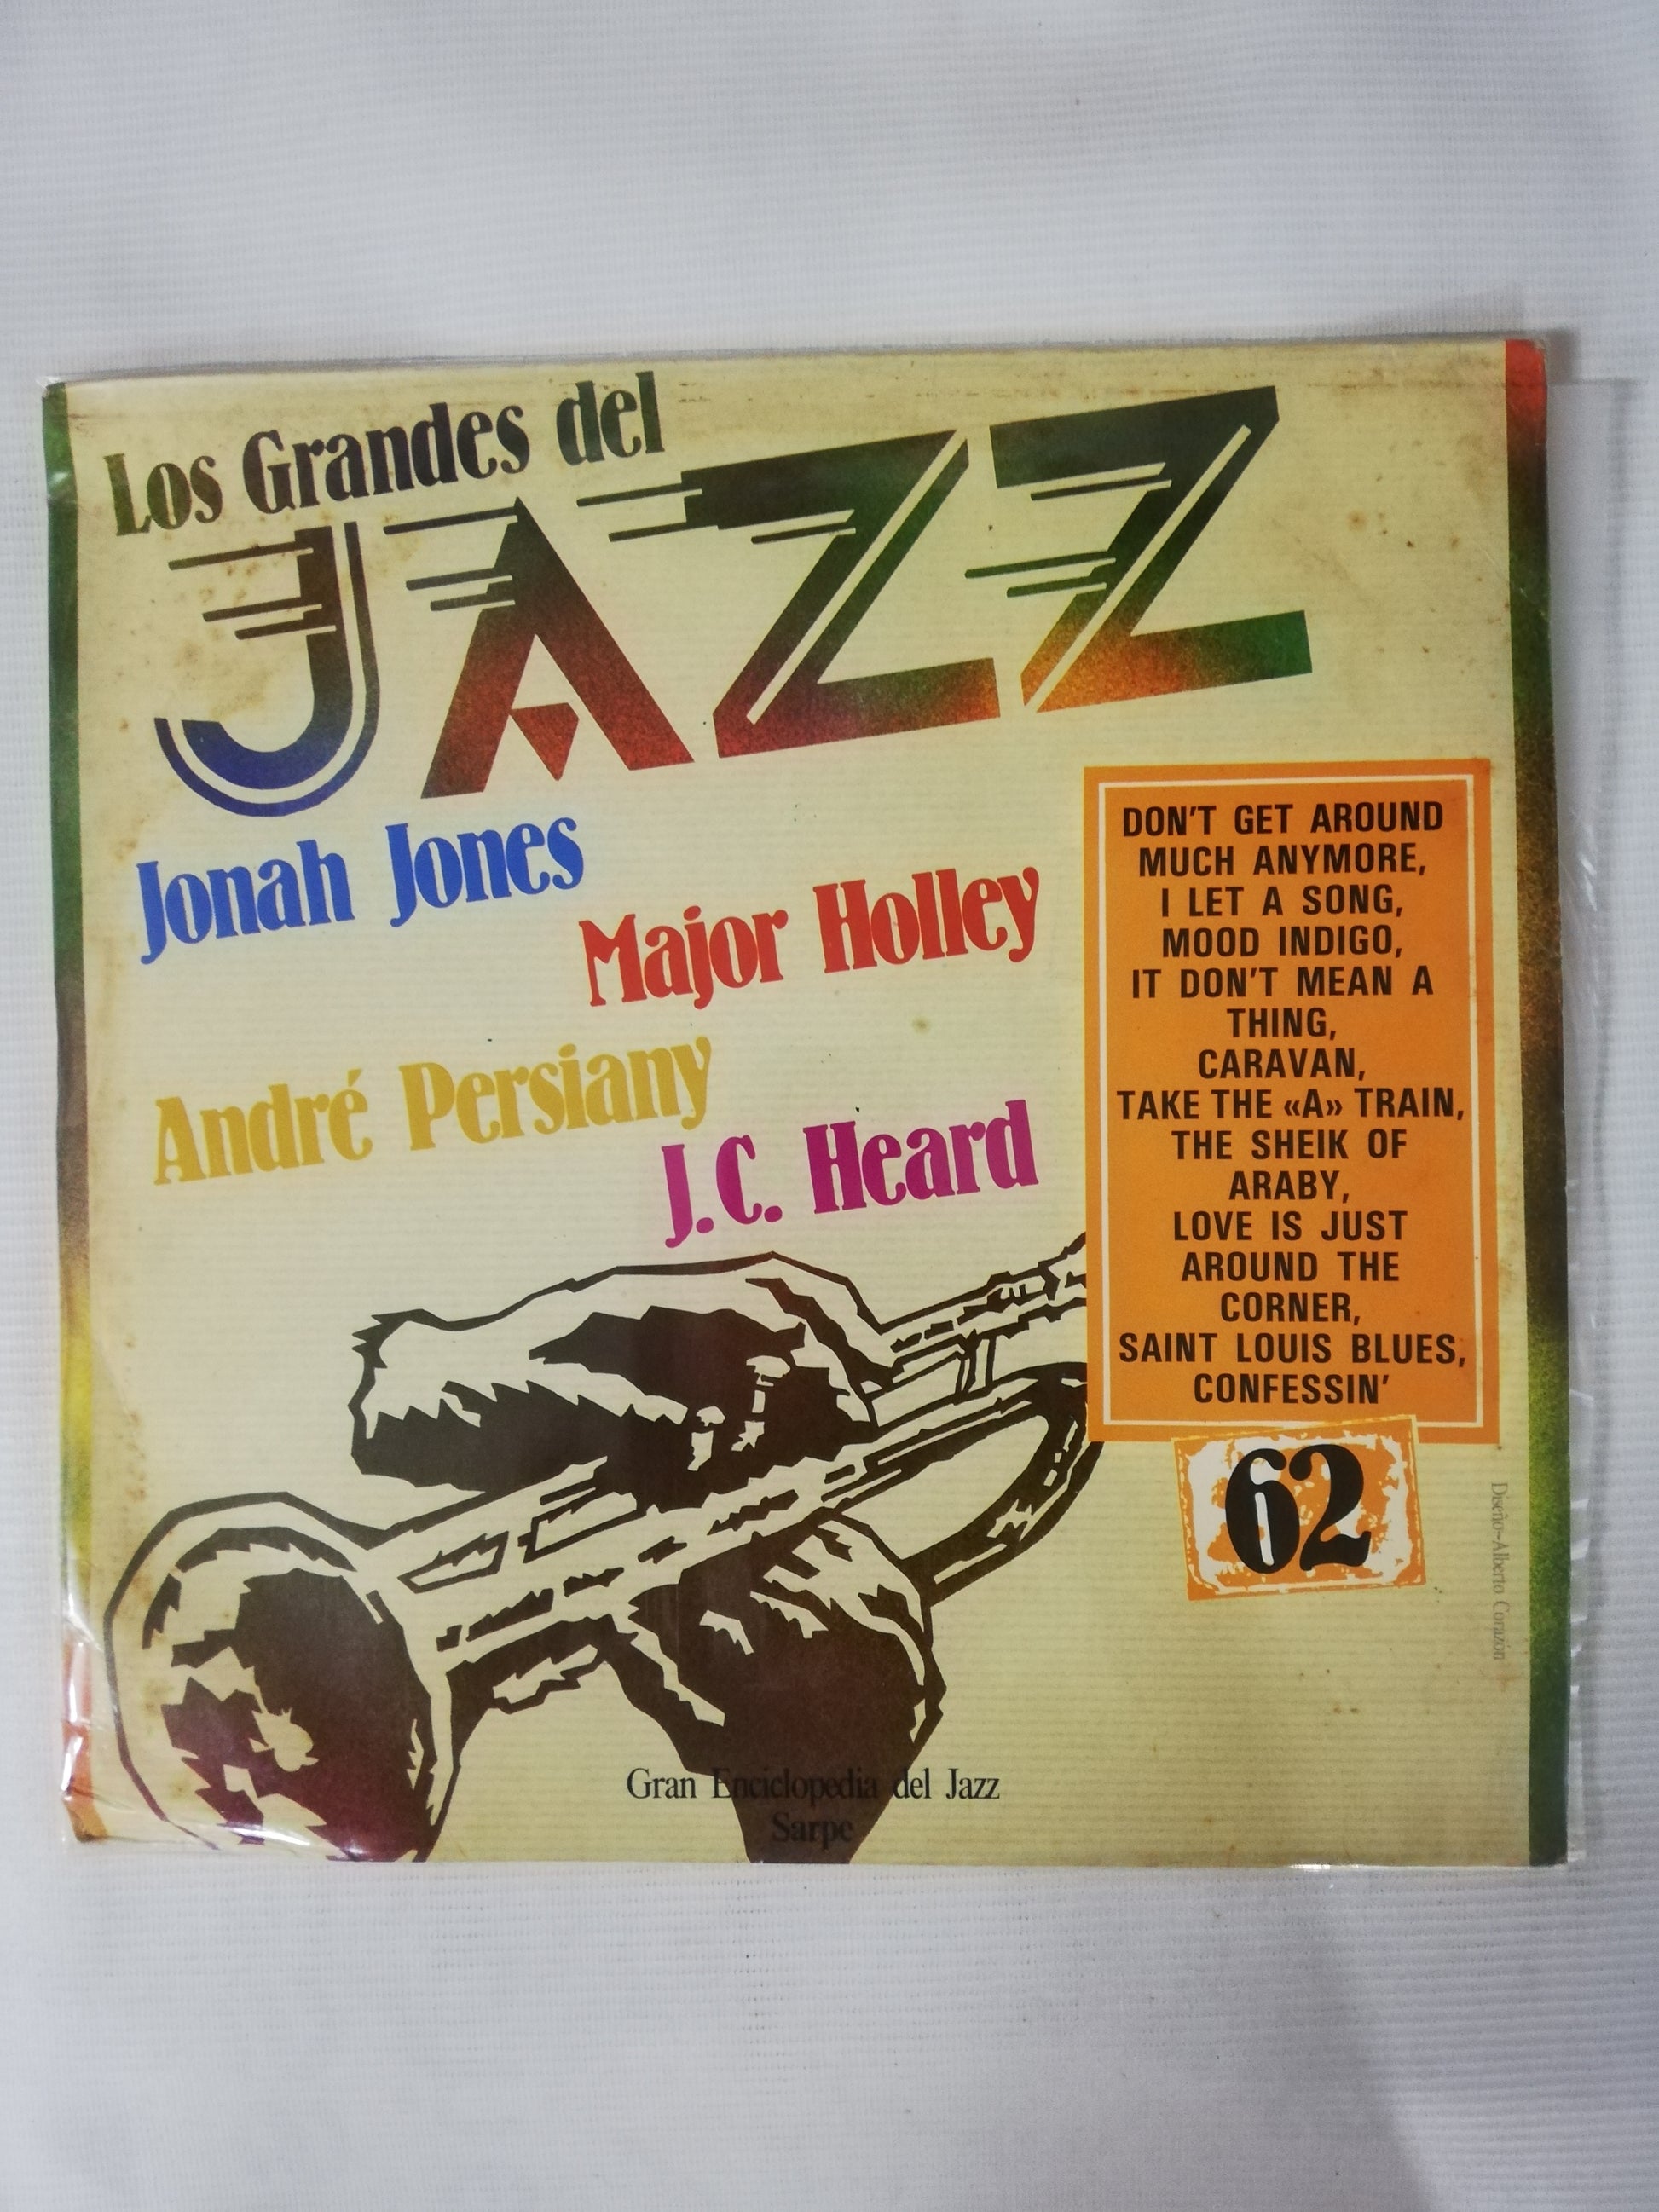 Los Grandes del
JAZZ
Jonah Jones
Major Holley
André Persiany
J.C. Heard
DON'T GET AROUND
MUCH ANYMORE,
I LET A SONG,
MOOD INDIGO,
IT DON'T MEAN A
THING,
CARAVAN,
TAKE THE «A» TRAIN,
THE SHEIK OF
ARABY,
LOVE IS JUST
AROUND THE
CORNER,
SAINT LOUIS BLUES,
CONFESSIN'
62
Diseño~Alberto Corazón
Gran Enciclopedia del Jazz
Sarpe